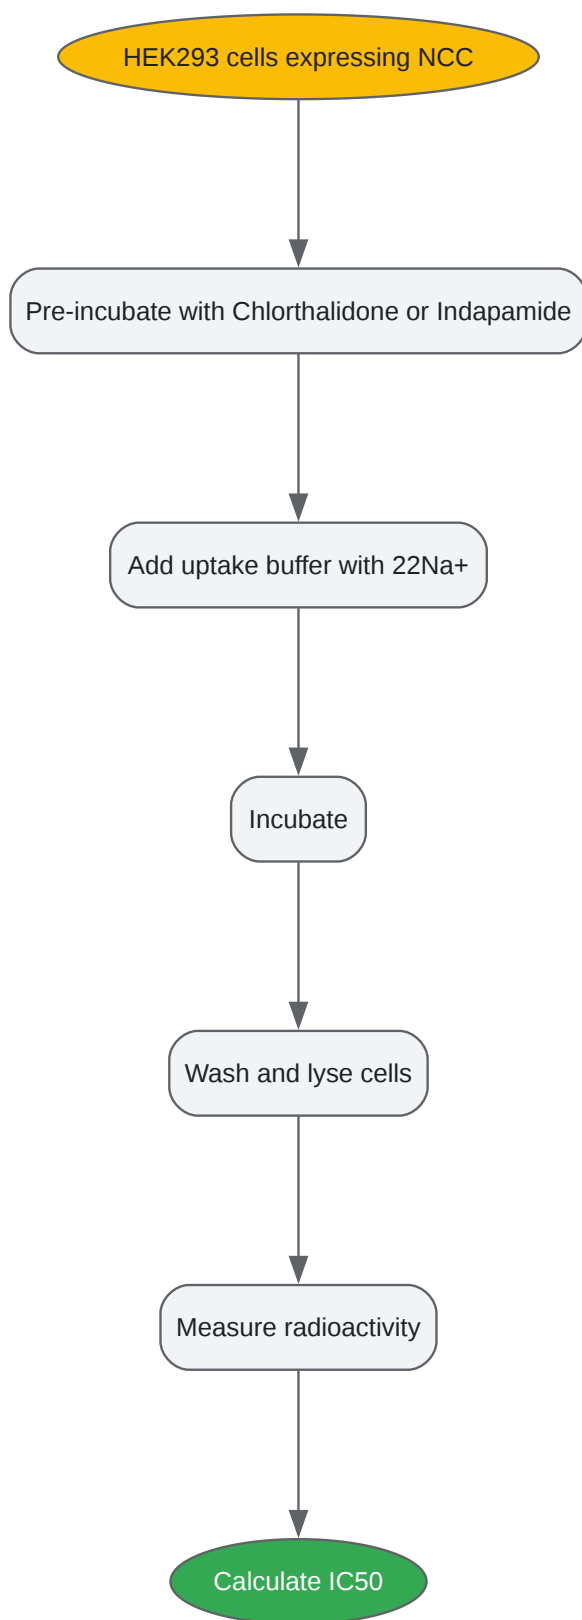 HEK293 cells expressing NCC
Pre-incubate with Chlorthalidone or Indapamide
Add uptake buffer with 22Na+
Incubate
Wash and lyse cells
Measure radioactivity
Calculate IC50